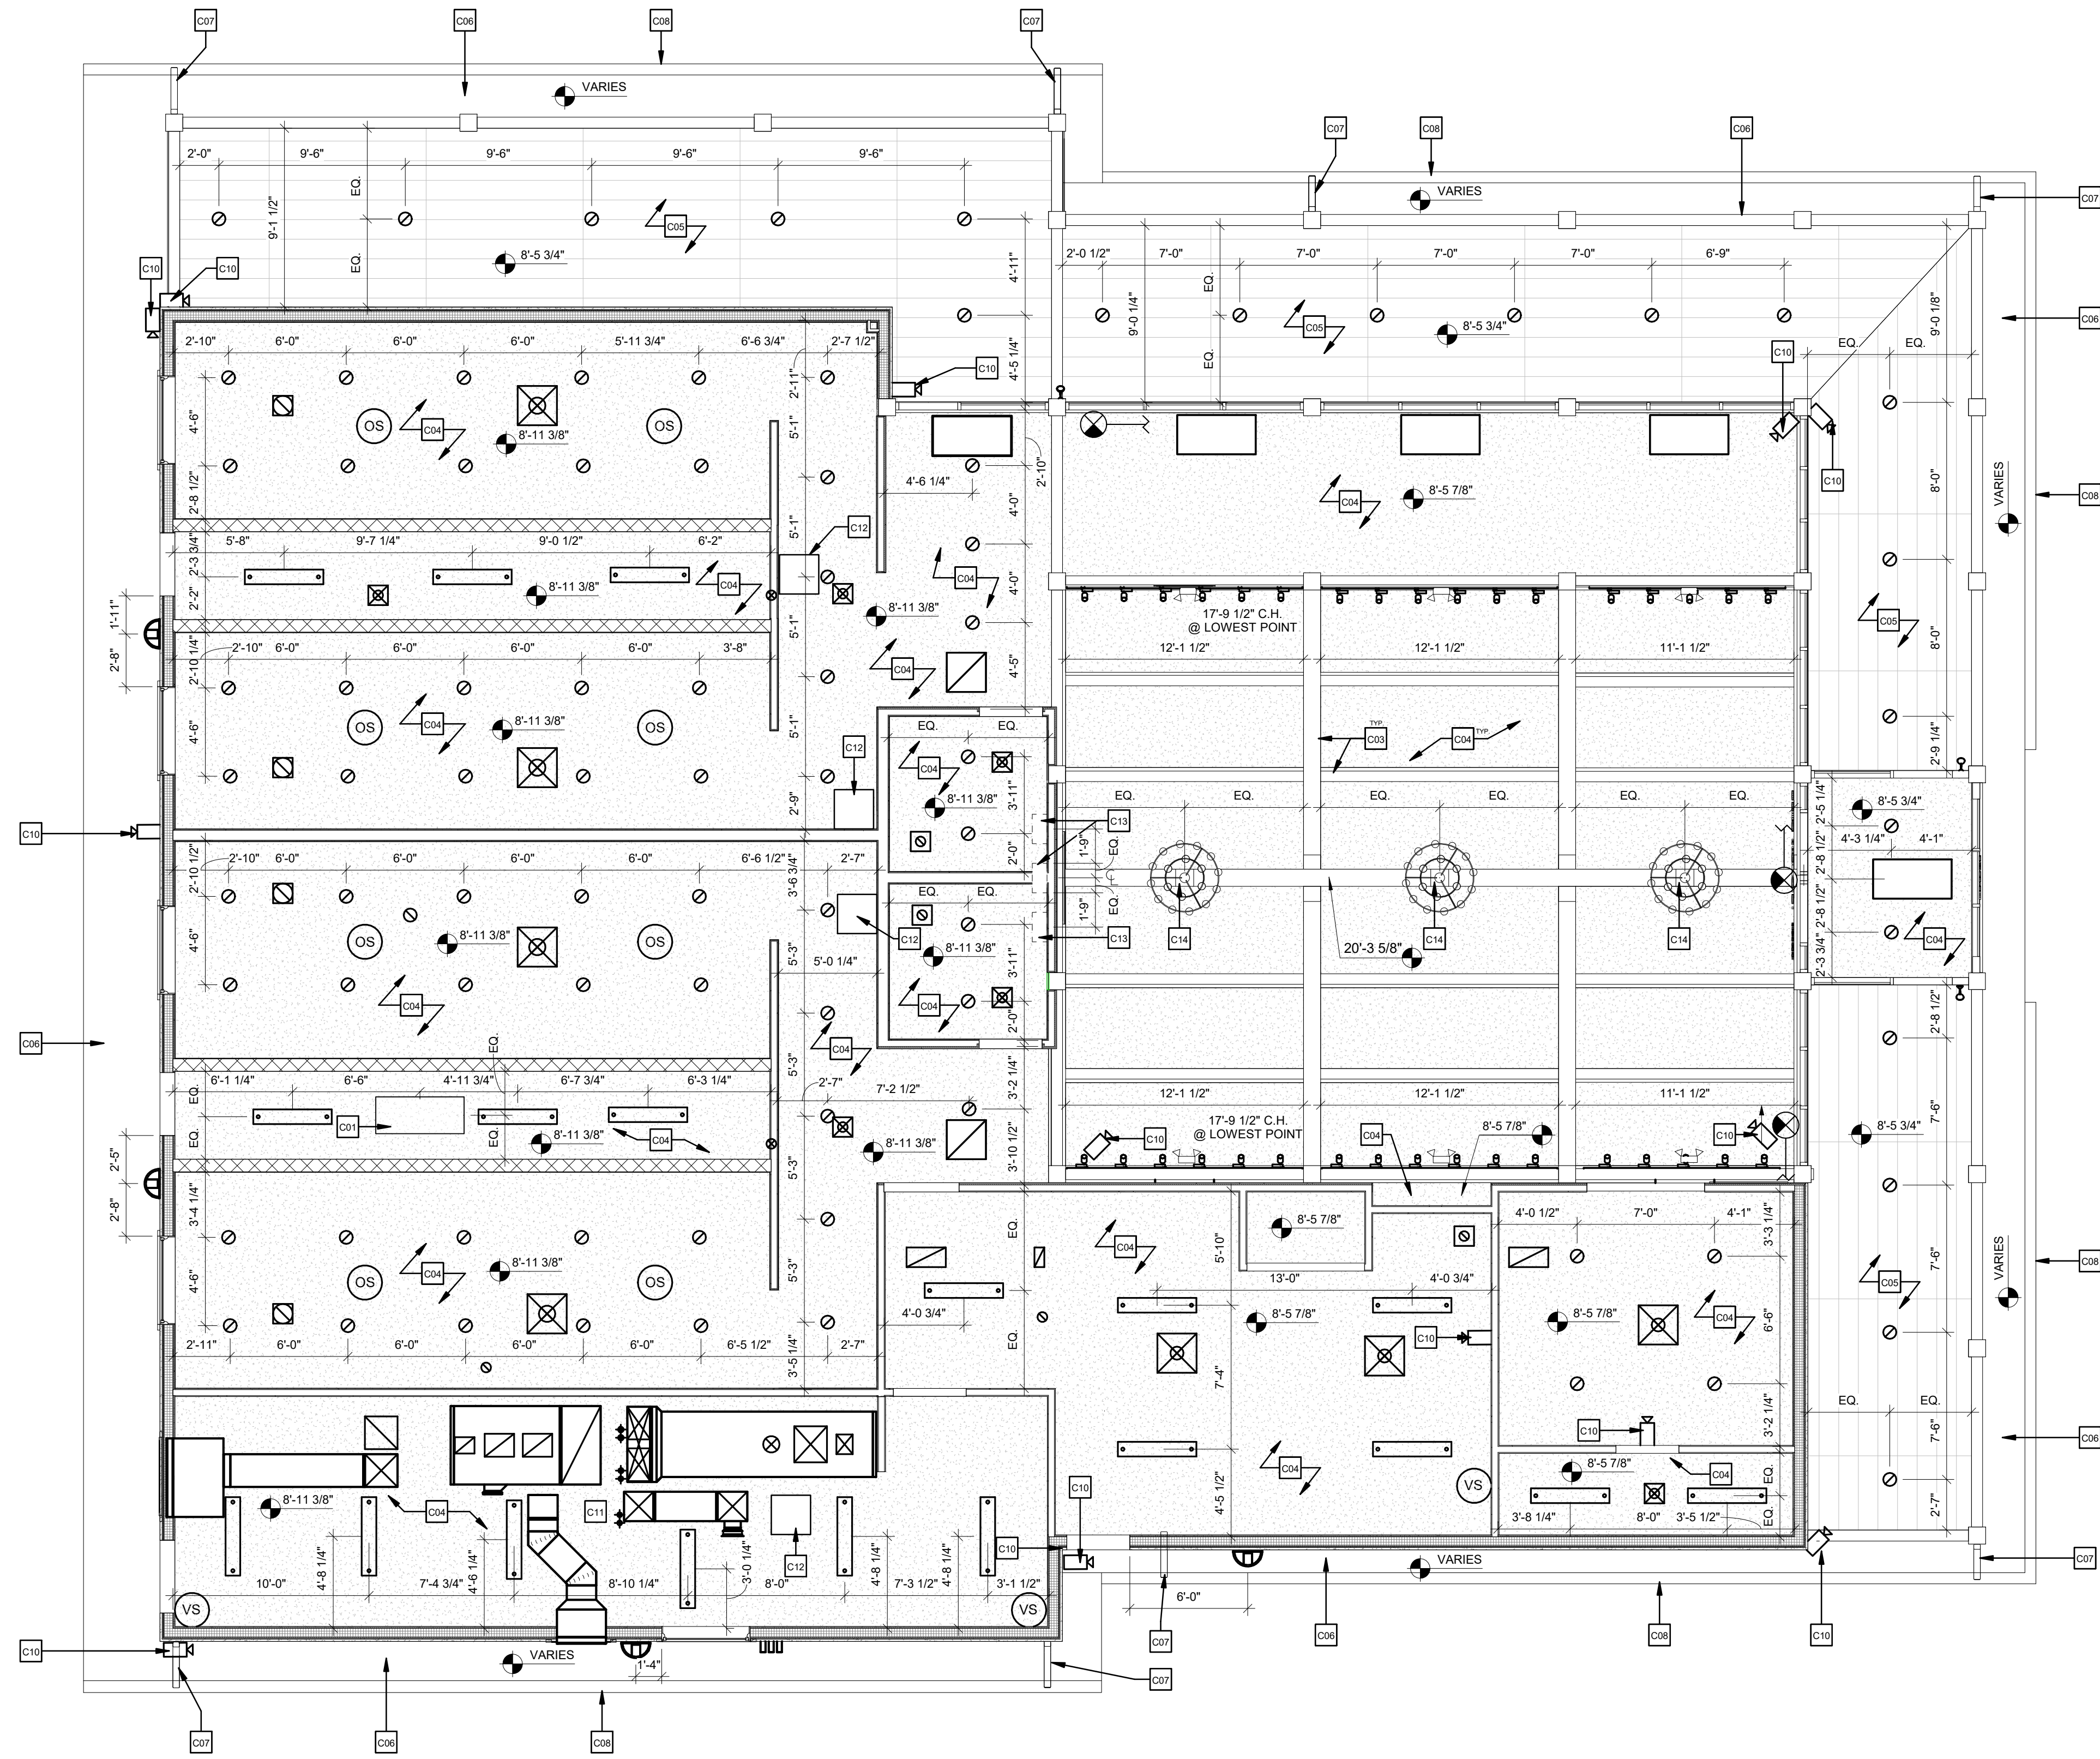 C07
C06
C08
C07
VARIES
C07
C08
C06
2'-0"
9'-6"
9'-6"
9'-6"
9'-6"
EQ.
9'-1 1/2"
EQ.
C05
8'-5 3/4"
4'-11"
4'-5 1/4"
VARIES
C07
2'-0 1/2"
7'-0"
7'-0"
7'-0"
7'-0"
6'-9"
EQ.
9'-0 1/4"
EQ.
C05
8'-5 3/4"
9'-0 1/8"
C06
C10
C10
C10
C10
C10
EQ.
EQ.
2'-10"
6'-0"
6'-0"
6'-0"
5'-11 3/4"
6'-6 3/4"
2'-7 1/2"
2'-11"
4'-6"
OS
C04
8'-11 3/8"
OS
5'-1"
2'-8 1/2"
4'-6 1/4"
2'-10"
4'-0"
C04
8'-5 7/8"
8'-0"
VARIES
C08
5'-8"
9'-7 1/4"
9'-0 1/2"
6'-2"
2'-3 3/4"
2'-2"
8'-11 3/8"
C04
5'-1"
C12
C04
4'-0"
8'-11 3/8"
1'-11"
2'-8"
17'-9 1/2" C.H.
@ LOWEST POINT
12'-1 1/2"
12'-1 1/2"
11'-1 1/2"
C05
8'-0"
2'-10 1/4"
2'-10"
6'-0"
6'-0"
6'-0"
6'-0"
3'-8"
5'-1"
C04
4'-5"
4'-6"
OS
C04
8'-11 3/8"
OS
5'-1"
2'-9"
C12
EQ.
EQ.
C04
8'-11 3/8"
3'-11"
2'-0"
TYP.
C03
C04
TYP.
2'-9 1/4"
EQ.
EQ.
EQ.
EQ.
EQ.
EQ.
C13
1'-9"
EQ.
1'-9"
EQ.
C13
8'-5 3/4"
2'-5 1/4"
4'-3 1/4"
4'-1"
2'-8 1/2"
2'-8 1/2"
2'-3 3/4"
C04
C10
2'-10 1/2"
2'-10"
6'-0"
6'-0"
6'-0"
6'-0"
6'-6 1/2"
2'-7"
3'-6 3/4"
4'-6"
OS
8'-11 3/8"
OS
C04
C12
5'-3"
5'-0 1/4"
EQ.
EQ.
8'-11 3/8"
C04
3'-11"
2'-0"
C14
C14
C14
20'-3 5/8"
2'-8 1/2"
C06
EQ.
6'-1 1/4"
6'-6"
4'-11 3/4"
6'-7 3/4"
6'-3 1/4"
EQ.
EQ.
EQ.
C01
8'-11 3/8"
C04
C04
5'-3"
2'-7"
7'-2 1/2"
3'-2 1/4"
8'-11 3/8"
3'-10 1/2"
2'-5"
2'-8"
12'-1 1/2"
12'-1 1/2"
11'-1 1/2"
17'-9 1/2" C.H.
@ LOWEST POINT
C10
C04
8'-5 7/8"
C10
7'-6"
8'-5 3/4"
3'-4 1/4"
4'-6"
OS
C04
8'-11 3/8"
OS
5'-3"
5'-3"
2'-11"
6'-0"
6'-0"
6'-0"
6'-0"
6'-5 1/2"
2'-7"
3'-5 1/4"
EQ.
EQ.
4'-0 3/4"
C04
5'-10"
8'-5 7/8"
13'-0"
4'-0 3/4"
8'-5 7/8"
7'-4"
C10
4'-0 1/2"
7'-0"
4'-1"
3'-3 1/4"
8'-5 7/8"
C04
6'-6"
3'-2 1/4"
C05
7'-6"
VARIES
C08
EQ.
EQ.
7'-6"
C06
2'-7"
8'-11 3/8"
C04
C11
C12
10'-0"
7'-4 3/4"
8'-10 1/4"
8'-0"
7'-3 1/2"
3'-1 1/2"
4'-8 1/4"
4'-6 1/4"
3'-0 1/4"
4'-8 1/4"
4'-8 1/4"
VS
VS
C10
C10
C04
4'-5 1/2"
VS
C10
8'-5 7/8"
C04
EQ.
EQ.
3'-8 1/4"
8'-0"
3'-5 1/2"
VARIES
6'-0"
C07
C06
C08
C10
C07
C10
VARIES
1'-4"
C07
C07
C06
C08